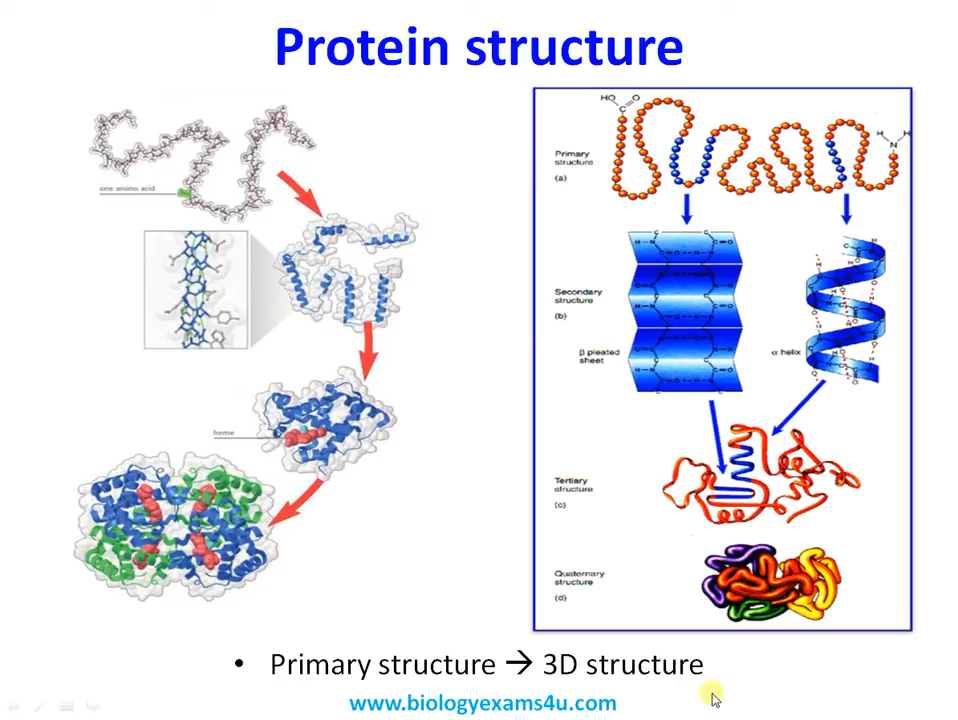 Protein structure
one amino acid
heme
HO
O
C
H
H
N
Primary
structure
(a)
Secondary
structure
(b)
β pleated
sheet
α helix
Tertiary
structure
(c)
Quaternary
structure
(d)
• Primary structure → 3D structure
www.biologyexams4u.com